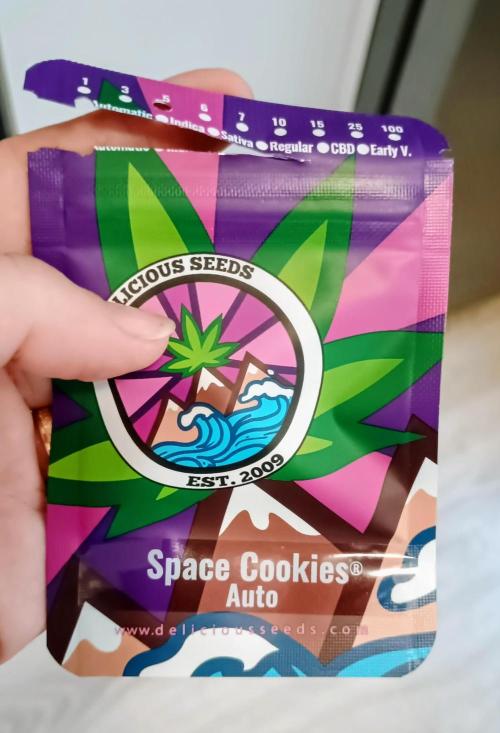 1 3 5 6 7 10 15 25 100
Automatic Indica Sativa Regular CBD Early V.
LICIOUS SEEDS
EST. 2009
Space Cookies®
Auto
www.deliciousseeds.com